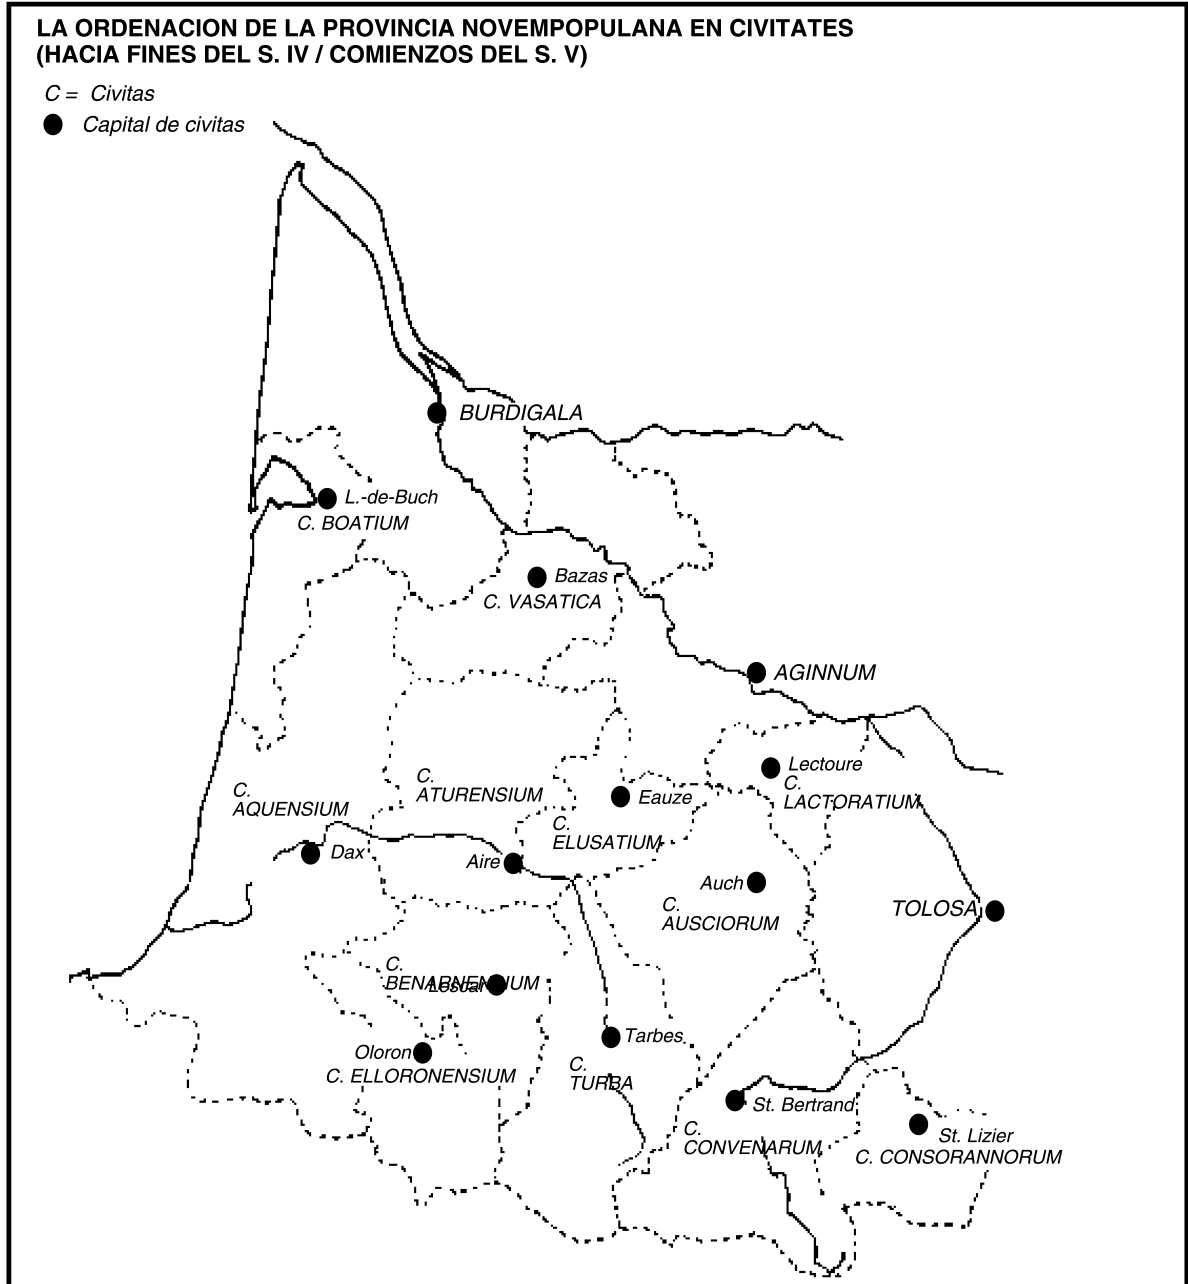 LA ORDENACION DE LA PROVINCIA NOVEMPOPULANA EN CIVITATES
(HACIA FINES DEL S. IV / COMIENZOS DEL S. V)
C = Civitas
Capital de civitas
BURDIGALA
L.-de-Buch
C. BOATIUM
Bazas
C. VASATICA
AGINNUM
Lectoure
C.
LACTORATIUM
C.
AQUENSIUM
C.
ATURENSIUM
Eauze
C.
ELUSATIUM
Dax
Aire
Auch
C.
AUSCIORUM
TOLOSA
C.
BENARNENSIUM
Lescar
Oloron
C. ELLORONENSIUM
Tarbes
C.
TURBA
St. Bertrand
C.
CONVENARUM
St. Lizier
C. CONSORANNORUM